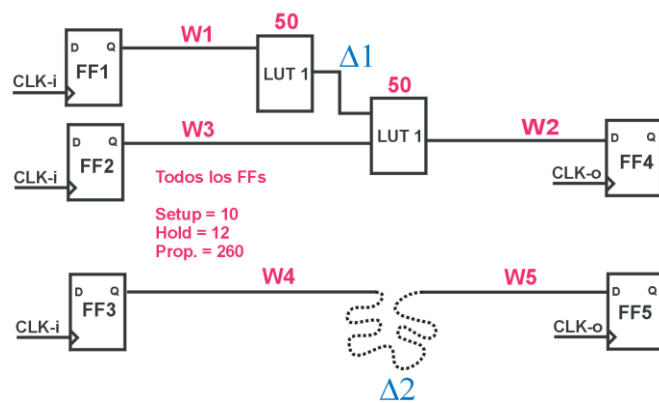 50
W1
Δ1
D Q
FF1
CLK-i
LUT 1
50
W3
W2
D Q
FF2
CLK-i
LUT 1
D Q
FF4
CLK-o
Todos los FFs
Setup = 10
Hold = 12
Prop. = 260
W4
W5
D Q
FF3
CLK-i
D Q
FF5
CLK-o
Δ2